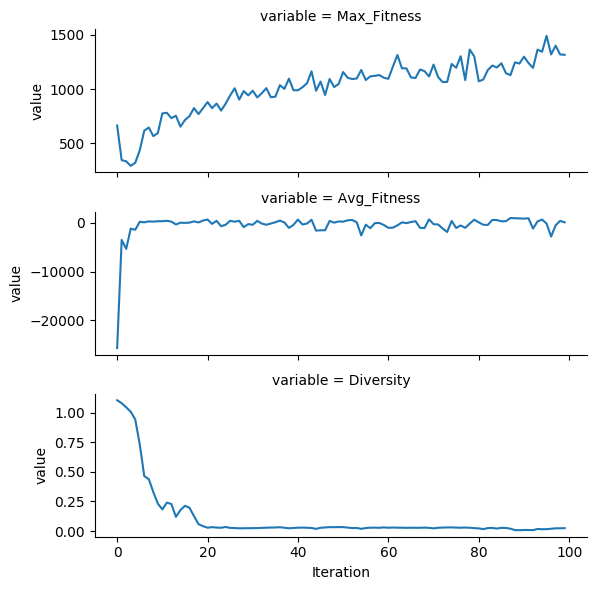 variable = Max_Fitness
1500
1000
500
value
variable = Avg_Fitness
0
−10000
−20000
value
variable = Diversity
1.00
0.75
0.50
0.25
0.00
value
0 20 40 60 80 100
Iteration